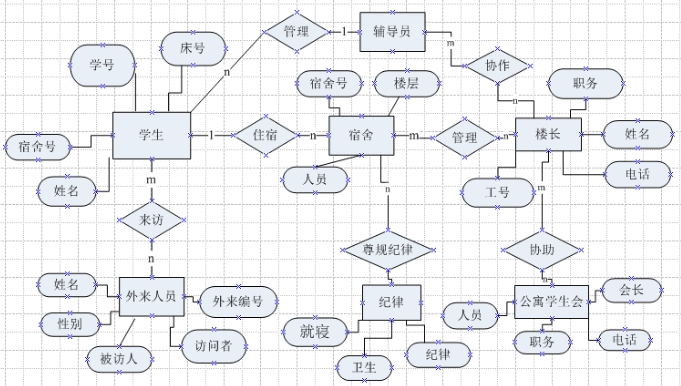 管理
l
辅导员
m
床号
学号
n
协作
宿舍号
楼层
职务
n
学生
l
住宿
n
宿舍
m
管理
n
楼长
姓名
宿舍号
人员
电话
姓名
m
n
工号
m
来访
尊规纪律
协助
n
n
姓名
外来人员
外来编号
纪律
公寓学生会
会长
性别
人员
就寝
访问者
职务
电话
被访人
卫生
纪律